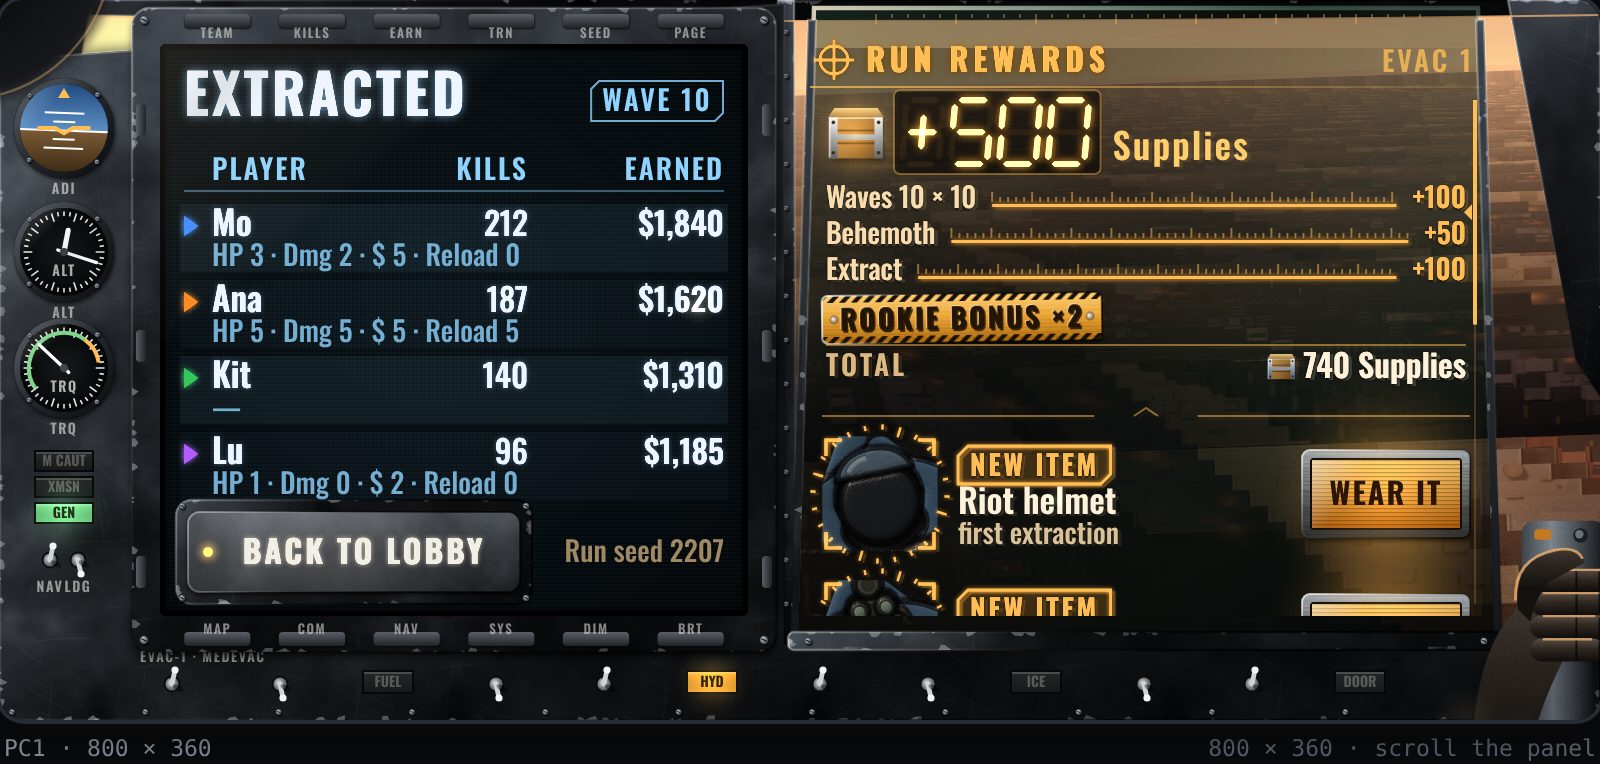 TEAM KILLS EARN TRN SEED PAGE
EXTRACTED
WAVE 10
PLAYER KILLS EARNED
Mo 212 $1,840
HP 3 · Dmg 2 · $ 5 · Reload 0
Ana 187 $1,620
HP 5 · Dmg 5 · $ 5 · Reload 5
Kit 140 $1,310
—
Lu 96 $1,185
HP 1 · Dmg 0 · $ 2 · Reload 0
BACK TO LOBBY
Run seed 2207
MAP COM NAV SYS DIM BRT
ADI
ALT
ALT
TRQ
TRQ
M CAUT
XMSN
GEN
NAV LDG
RUN REWARDS
EVAC 1
+500 Supplies
Waves 10 × 10 +100
Behemoth +50
Extract +100
ROOKIE BONUS ×2
TOTAL 740 Supplies
NEW ITEM
Riot helmet
first extraction
WEAR IT
NEW ITEM
EVAC-1 · MEDEVAC
FUEL HYD ICE DOOR
PC1 · 800 × 360
800 × 360 · scroll the panel